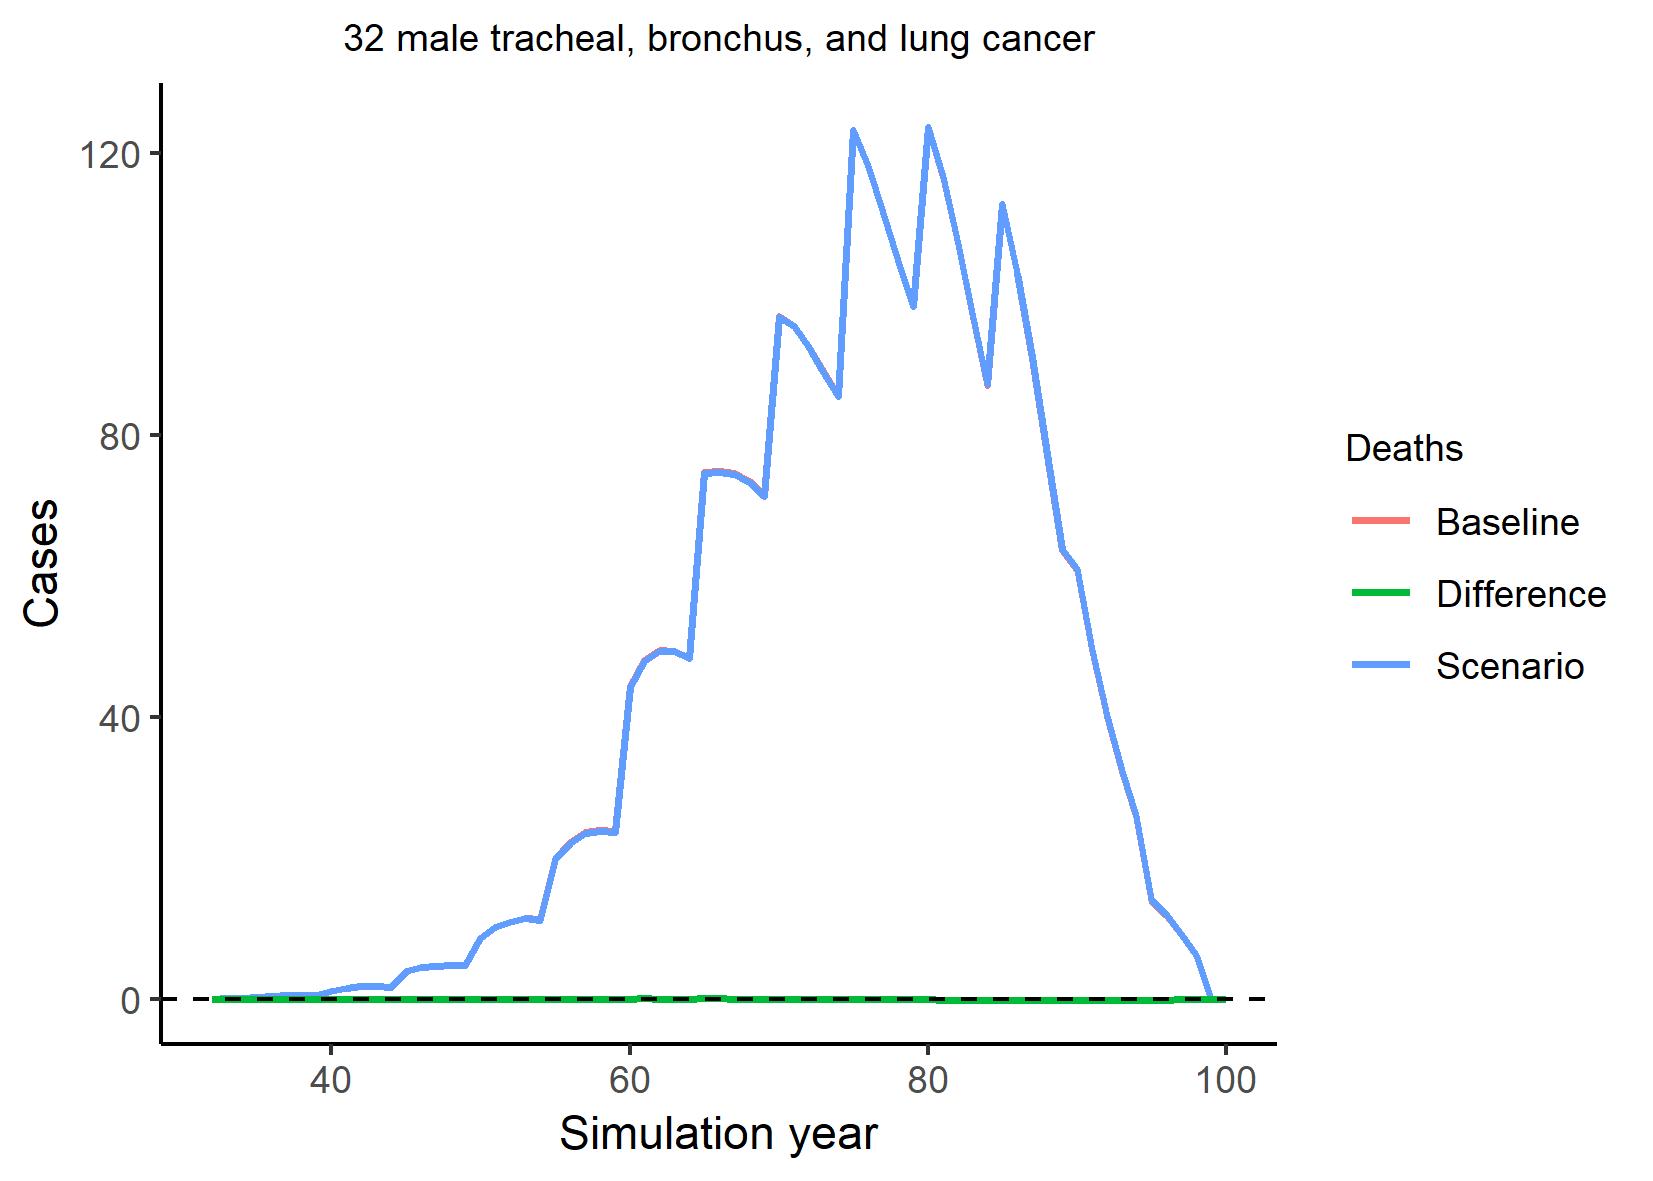 32 male tracheal, bronchus, and lung cancer
120
80
40
0
Cases
40 60 80 100
Simulation year
Deaths
Baseline
Difference
Scenario